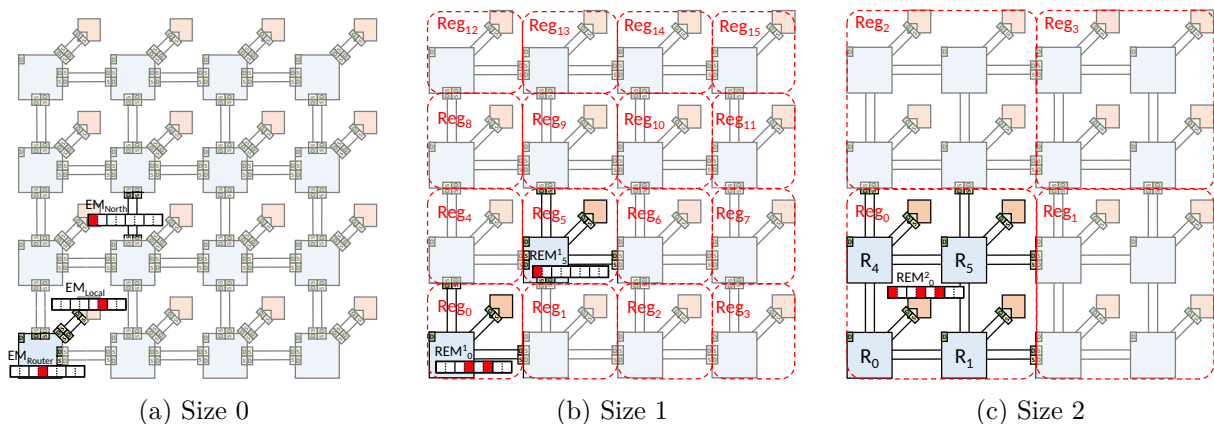 EM_North
EM_Local
EM_Router
(a) Size 0
Reg_12 Reg_13 Reg_14 Reg_15
Reg_8 Reg_9 Reg_10 Reg_11
Reg_4 Reg_5 Reg_6 Reg_7
REM^1_5
Reg_0 Reg_1 Reg_2 Reg_3
REM^1_0
(b) Size 1
Reg_2 Reg_3
Reg_0 Reg_1
R_4 R_5
REM^2_0
R_0 R_1
(c) Size 2